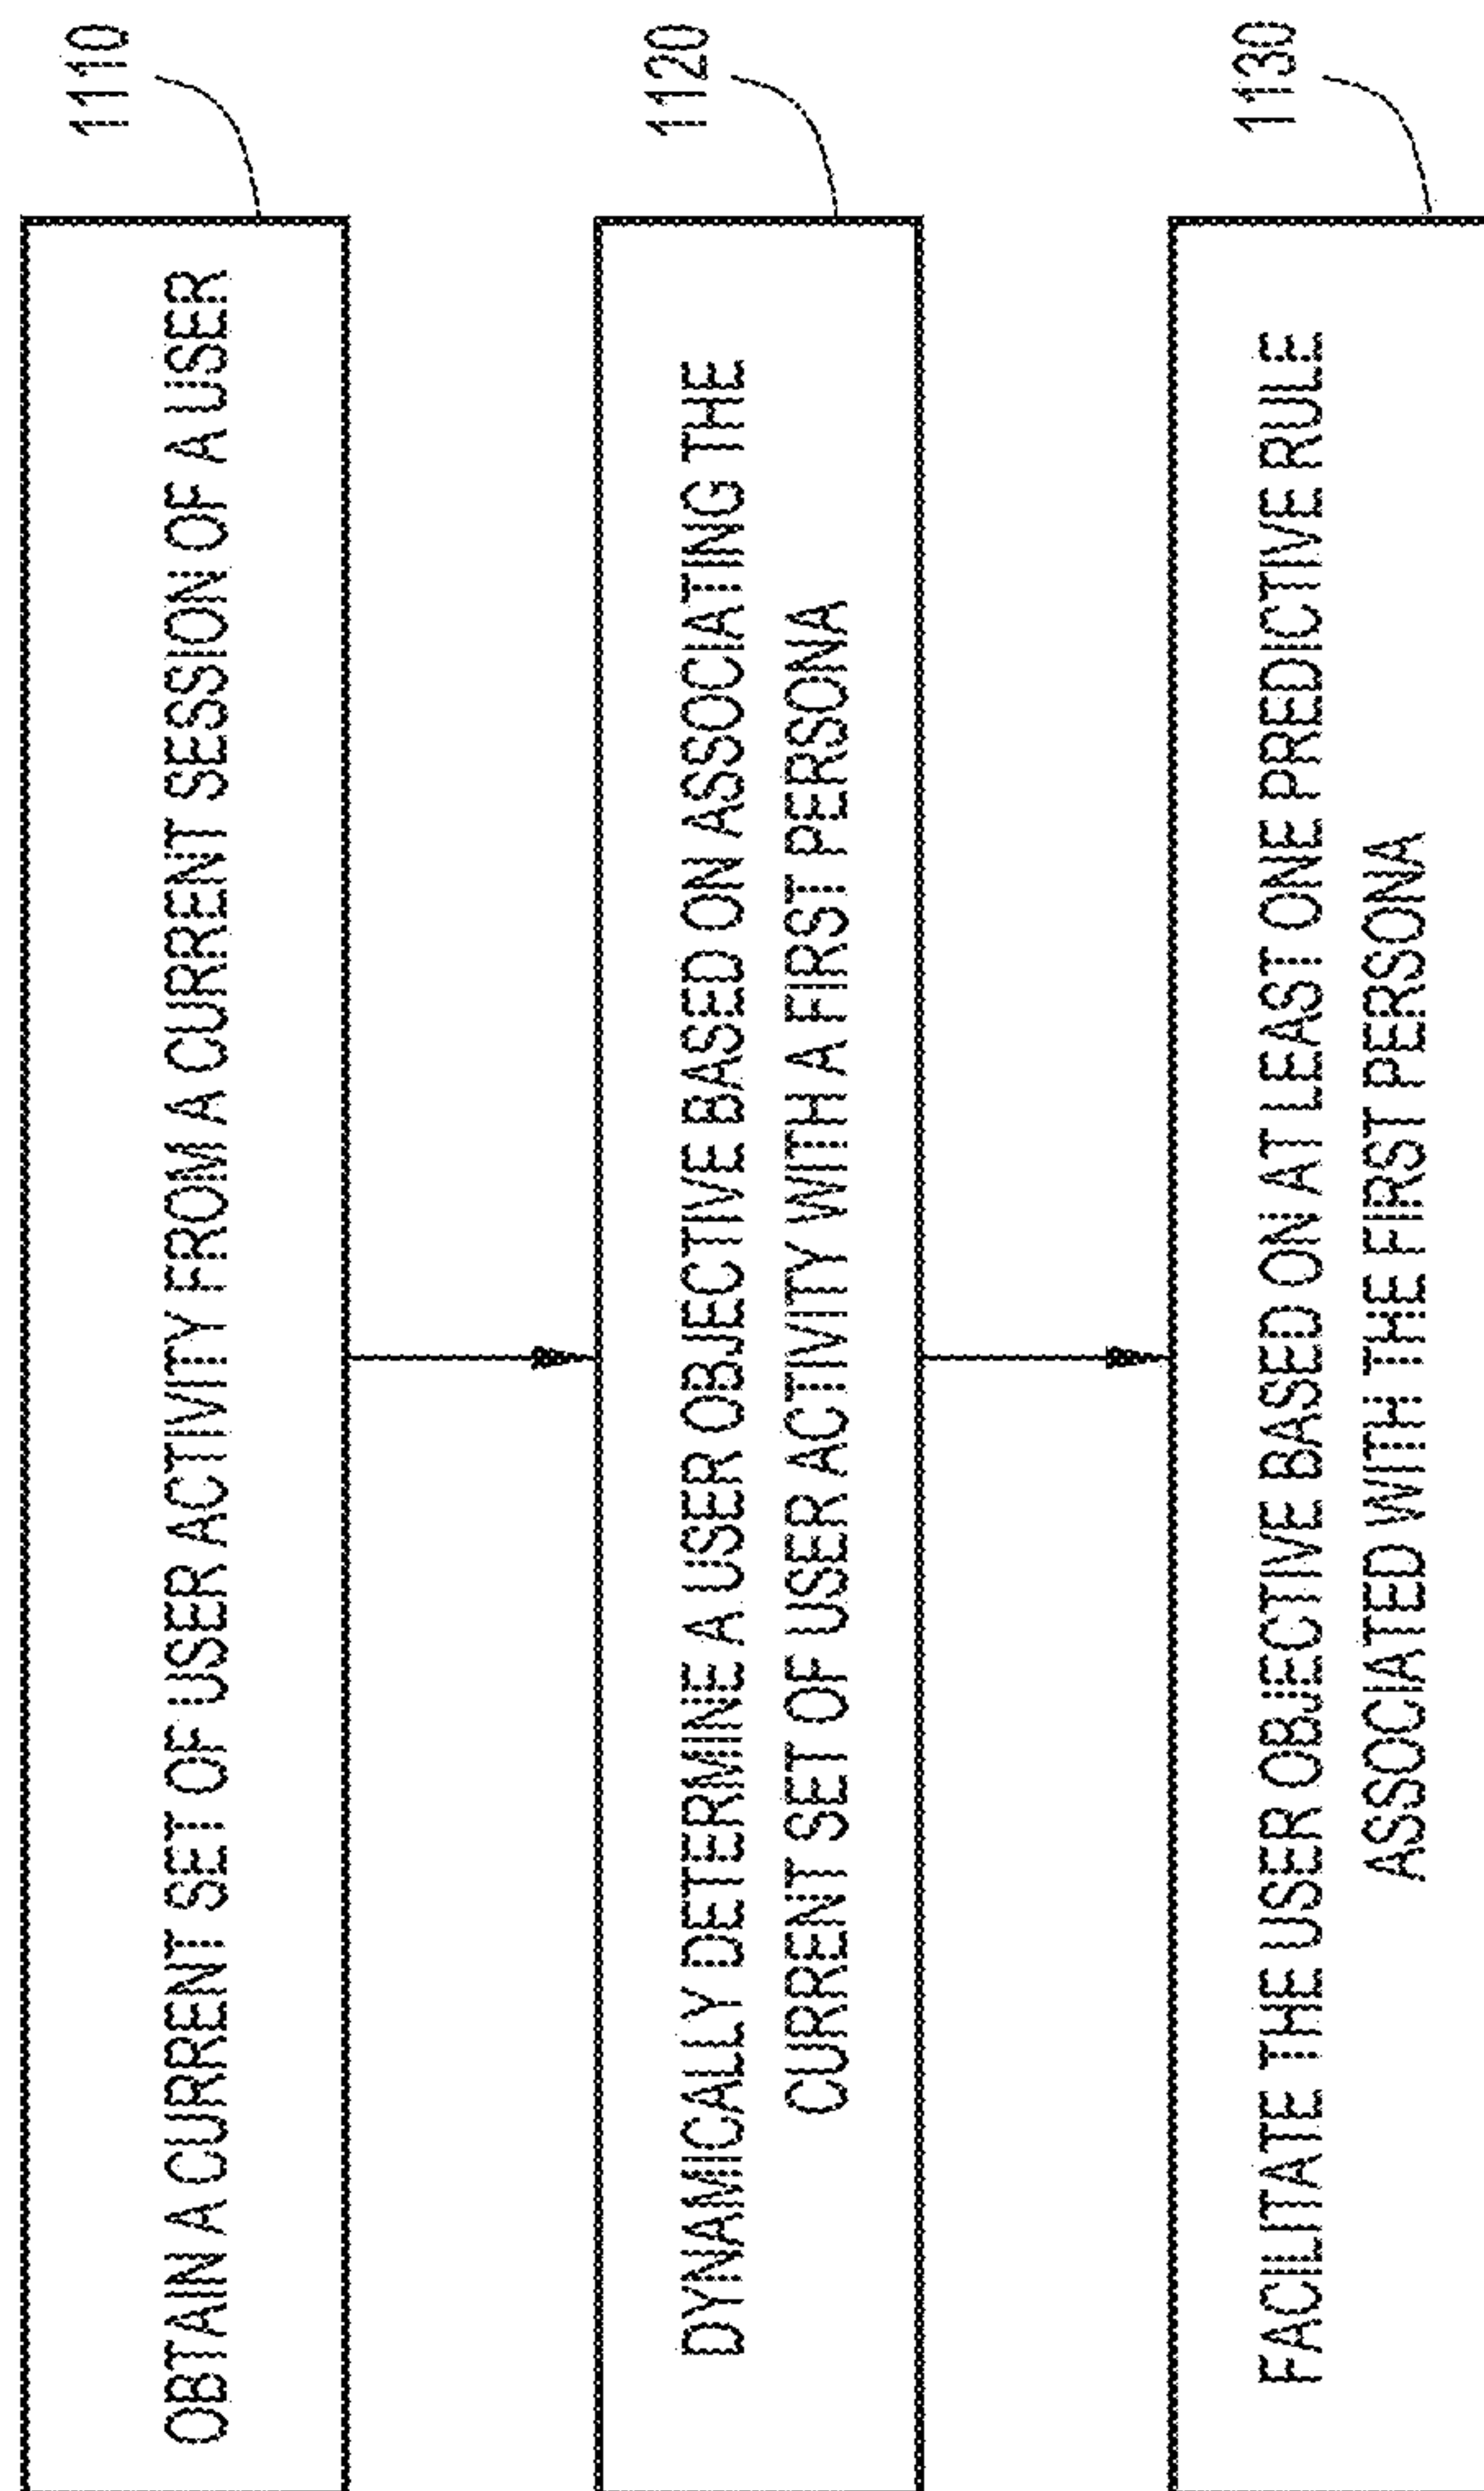 1110
OBTAIN A CURRENT SET OF USER ACTIVITY FROM A CURRENT SESSION OF A USER
1120
DYNAMICALLY DETERMINE A USER OBJECTIVE BASED ON ASSOCIATING THE
CURRENT SET OF USER ACTIVITY WITH A FIRST PERSONA
1130
FACILITATE THE USER OBJECTIVE BASED ON AT LEAST ONE PREDICTIVE RULE
ASSOCIATED WITH THE FIRST PERSONA